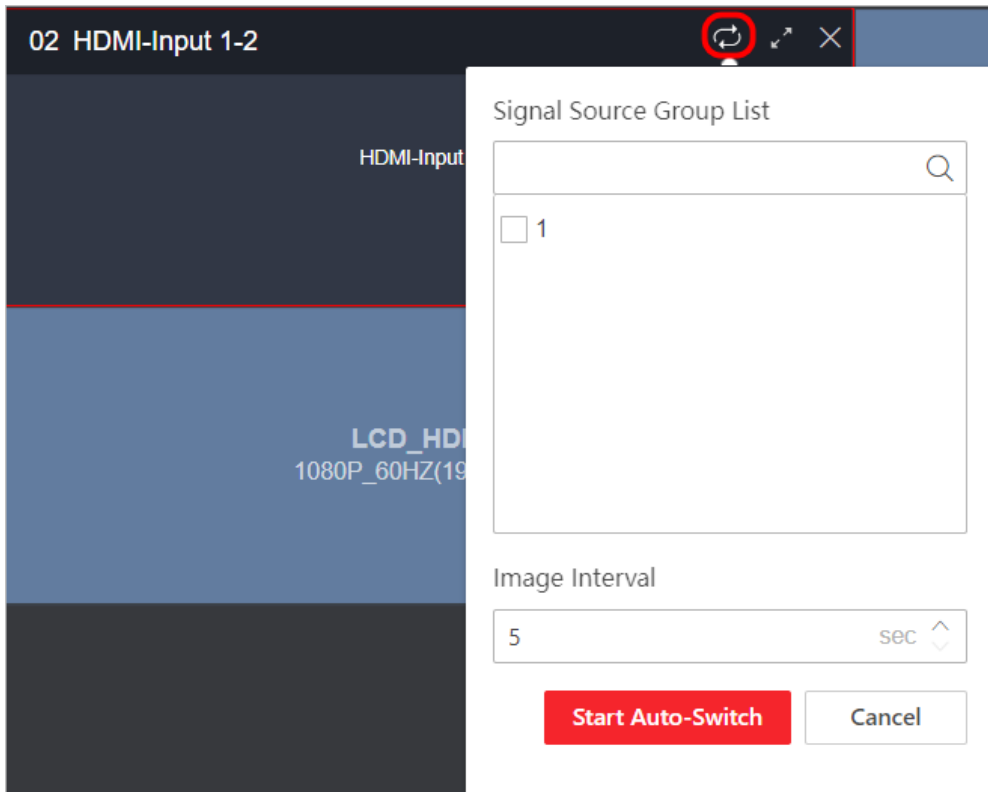 02 HDMI-Input 1-2
Signal Source Group List
HDMI-Input
1
LCD_HDI
1080P_60HZ(19
Image Interval
5 sec
Start Auto-Switch Cancel